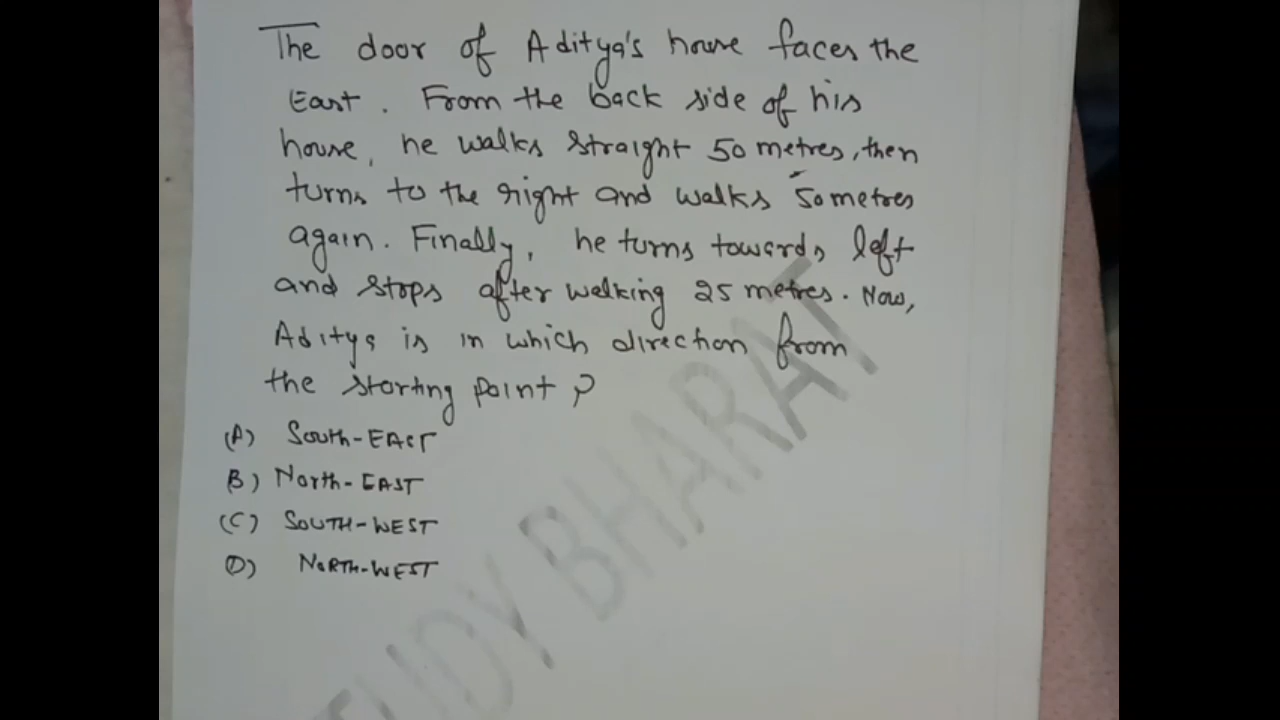 The door of Aditya's house faces the
East. From the back side of his
house, he walks straight 50 metres, then
turns to the right and walks 50 metres
again. Finally, he turns towards left
and stops after walking 25 metres. Now,
Aditya is in which direction from
the starting point ?
(A) South-EAST
B) North-EAST
(C) SOUTH-WEST
D) NORTH-WEST
STUDY BHARAT